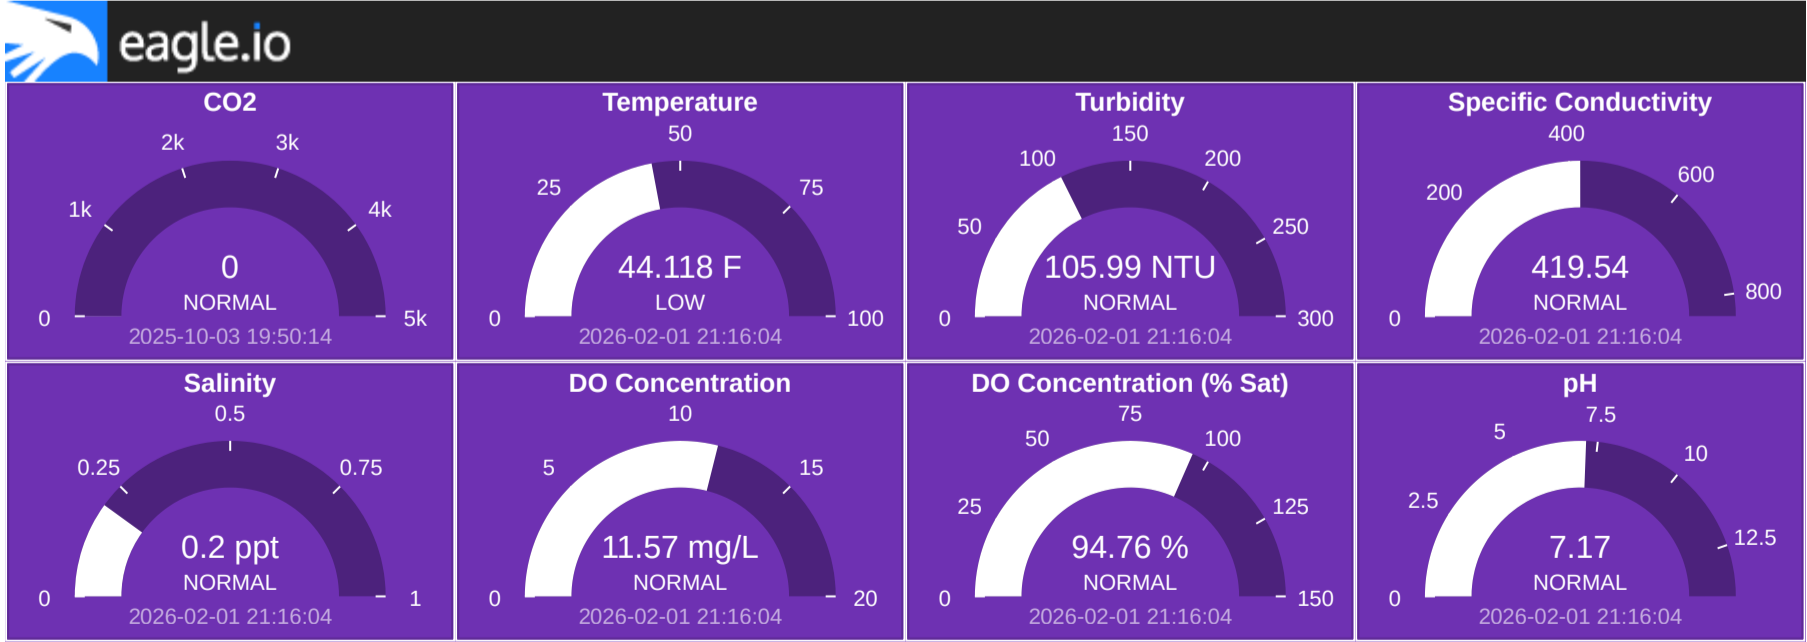 eagle.io
CO2
0
1k
2k
3k
4k
5k
0
NORMAL
2025-10-03 19:50:14
Temperature
0
25
50
75
100
44.118 F
LOW
2026-02-01 21:16:04
Turbidity
0
50
100
150
200
250
300
105.99 NTU
NORMAL
2026-02-01 21:16:04
Specific Conductivity
0
200
400
600
800
419.54
NORMAL
2026-02-01 21:16:04
Salinity
0
0.25
0.5
0.75
1
0.2 ppt
NORMAL
2026-02-01 21:16:04
DO Concentration
0
5
10
15
20
11.57 mg/L
NORMAL
2026-02-01 21:16:04
DO Concentration (% Sat)
0
25
50
75
100
125
150
94.76 %
NORMAL
2026-02-01 21:16:04
pH
0
2.5
5
7.5
10
12.5
7.17
NORMAL
2026-02-01 21:16:04